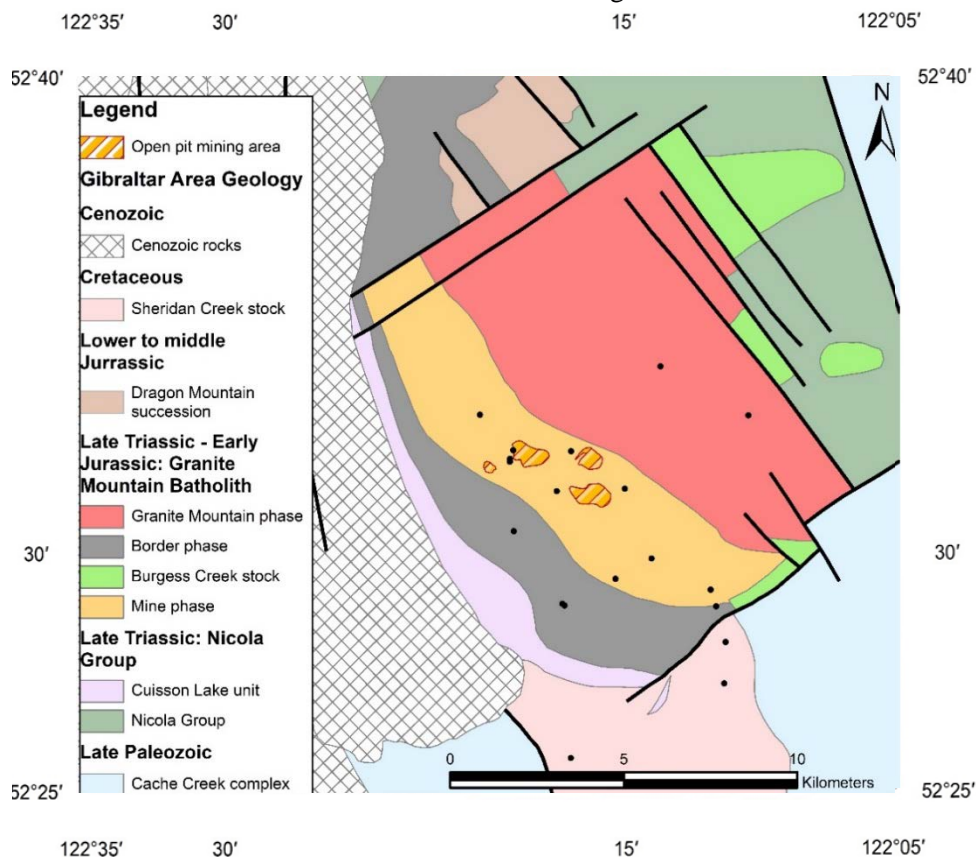 122°35′ 30′ 15′ 122°05′
52°40′ 52°40′
N
Legend
Open pit mining area
Gibraltar Area Geology
Cenozoic
Cenozoic rocks
Cretaceous
Sheridan Creek stock
Lower to middle
Jurrassic
Dragon Mountain
succession
Late Triassic - Early
Jurassic: Granite
Mountain Batholith
Granite Mountain phase
Border phase
30′ 30′
Burgess Creek stock
Mine phase
Late Triassic: Nicola
Group
Cuisson Lake unit
Nicola Group
Late Paleozoic
Cache Creek complex
0 5 10
Kilometers
52°25′ 52°25′
122°35′ 30′ 15′ 122°05′